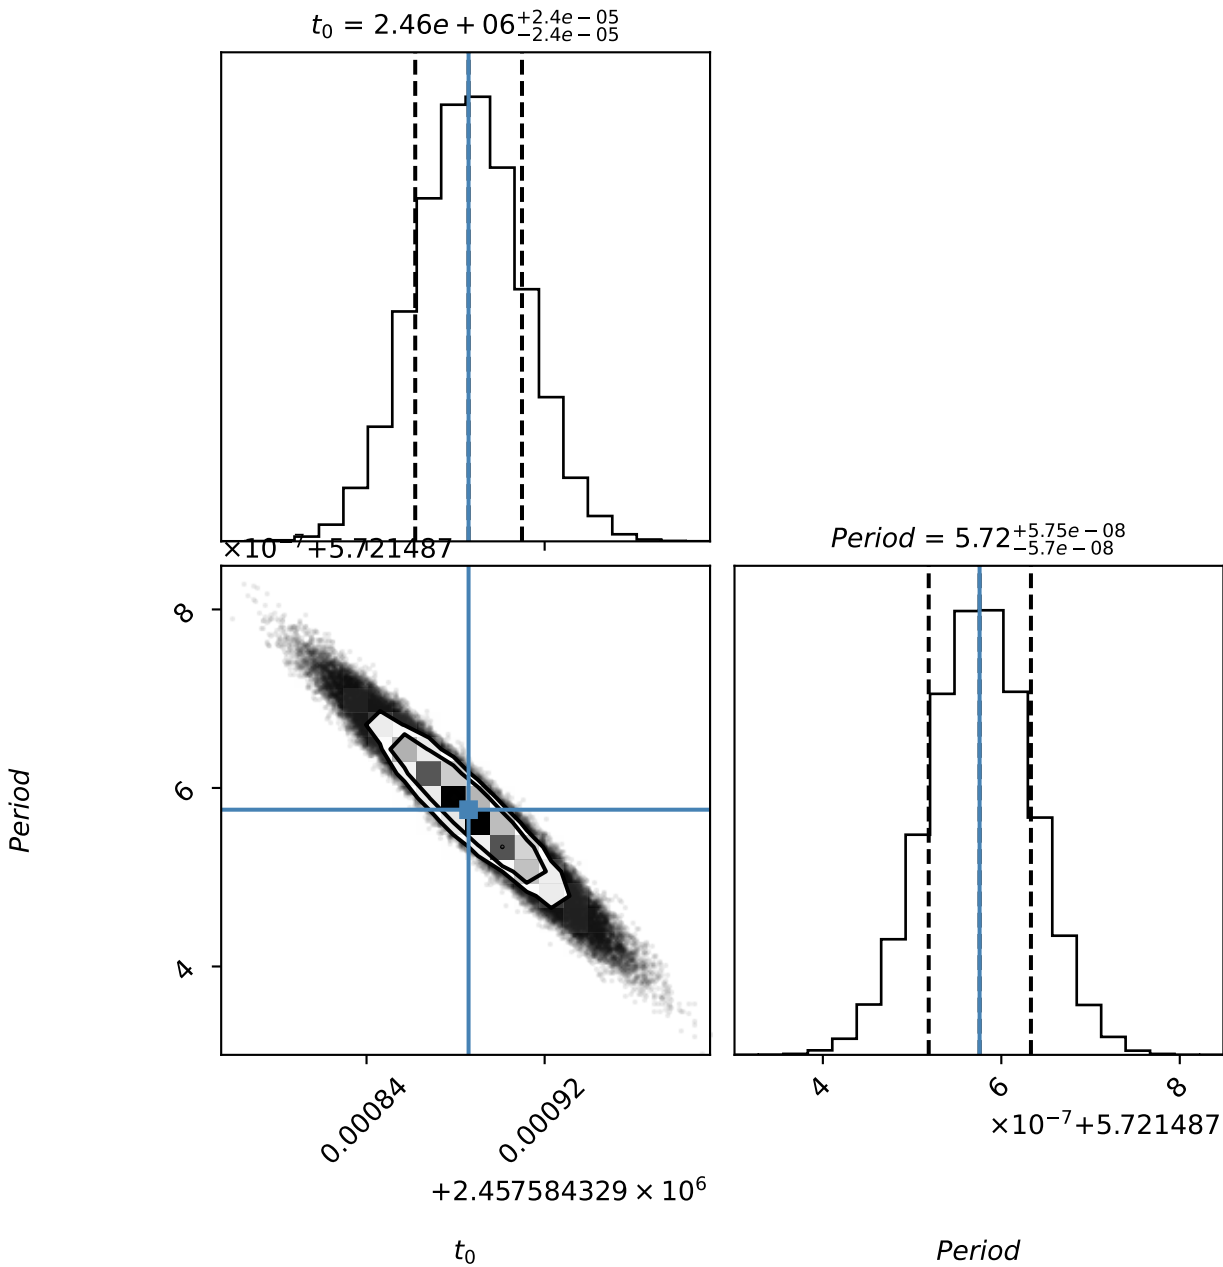 t₀ = 2.46e + 06 +2.4e−05 −2.4e−05
×10⁻⁷+5.721487
Period = 5.72 +5.75e−08 −5.7e−08
8
6
4
Period
0.00084 0.00092
+2.457584329 × 10⁶
t₀
4 6 8
×10⁻⁷+5.721487
Period